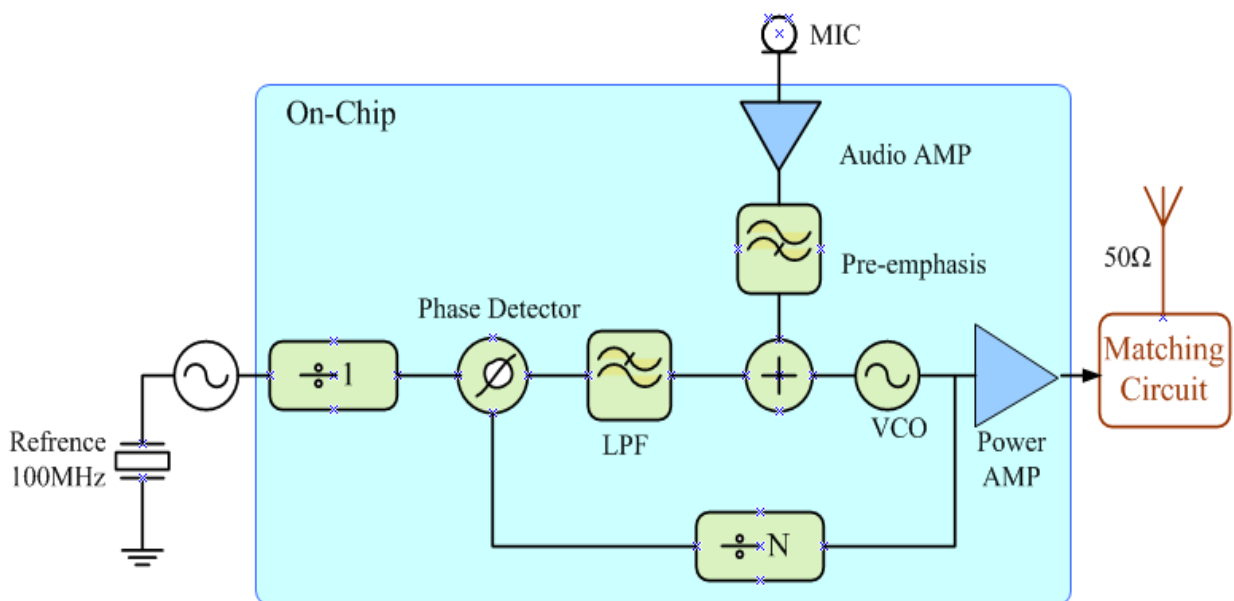 MIC
On-Chip
Audio AMP
Pre-emphasis
50Ω
Phase Detector
÷1
+
Matching
Circuit
Refrence
100MHz
LPF
VCO
Power
AMP
÷N